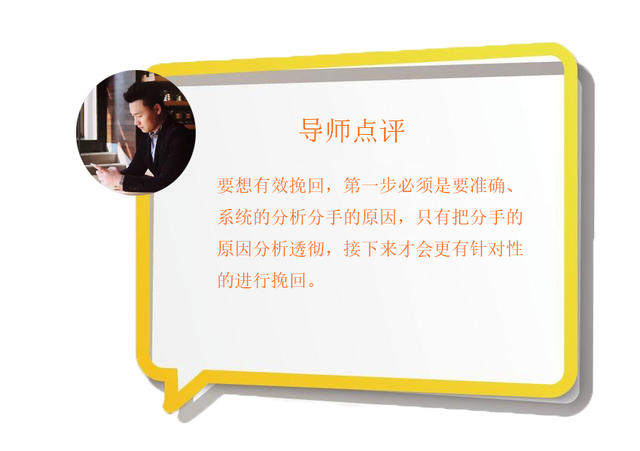 导师点评
要想有效挽回，第一步必须是要准确、
系统的分析分手的原因，只有把分手的
原因分析透彻，接下来才会更有针对性
的进行挽回。